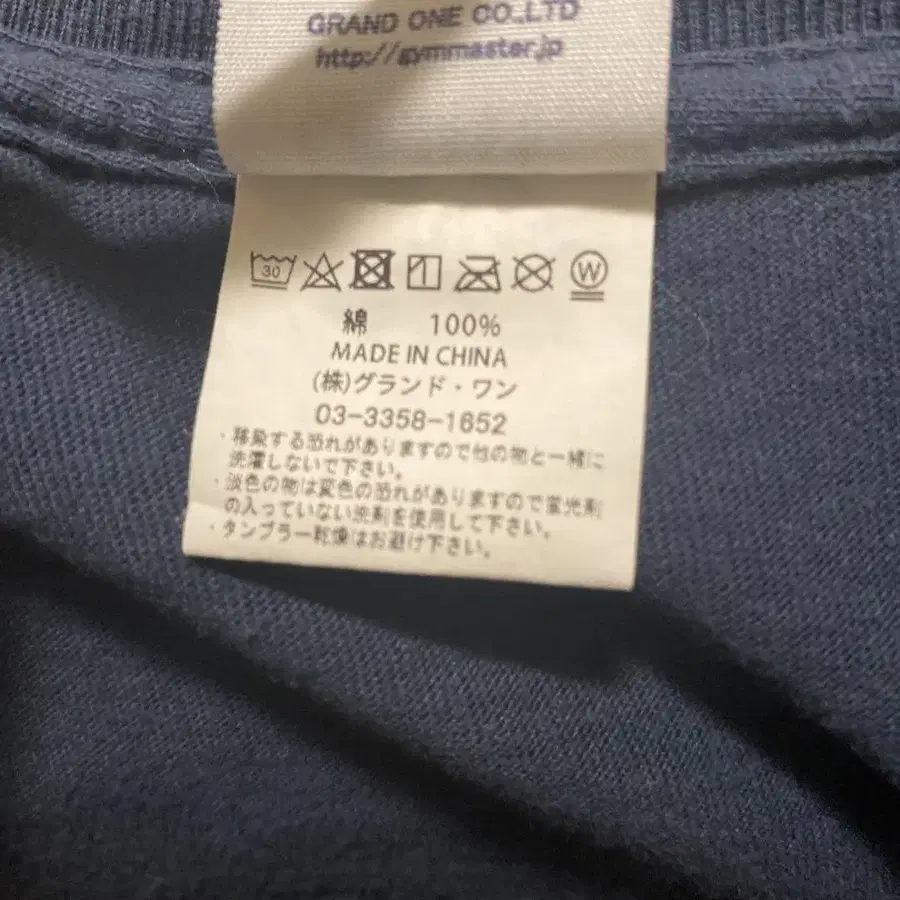 GRAND ONE CO.,LTD
http://gymmaster.jp
30 W
綿 100%
MADE IN CHINA
(株)グランド・ワン
03-3358-1652
・移染する恐れがありますので他の物と一緒に
洗濯しないで下さい。
・淡色の物は変色の恐れがありますので蛍光剤
の入っていない洗剤を使用して下さい。
・タンブラー乾燥はお避け下さい。